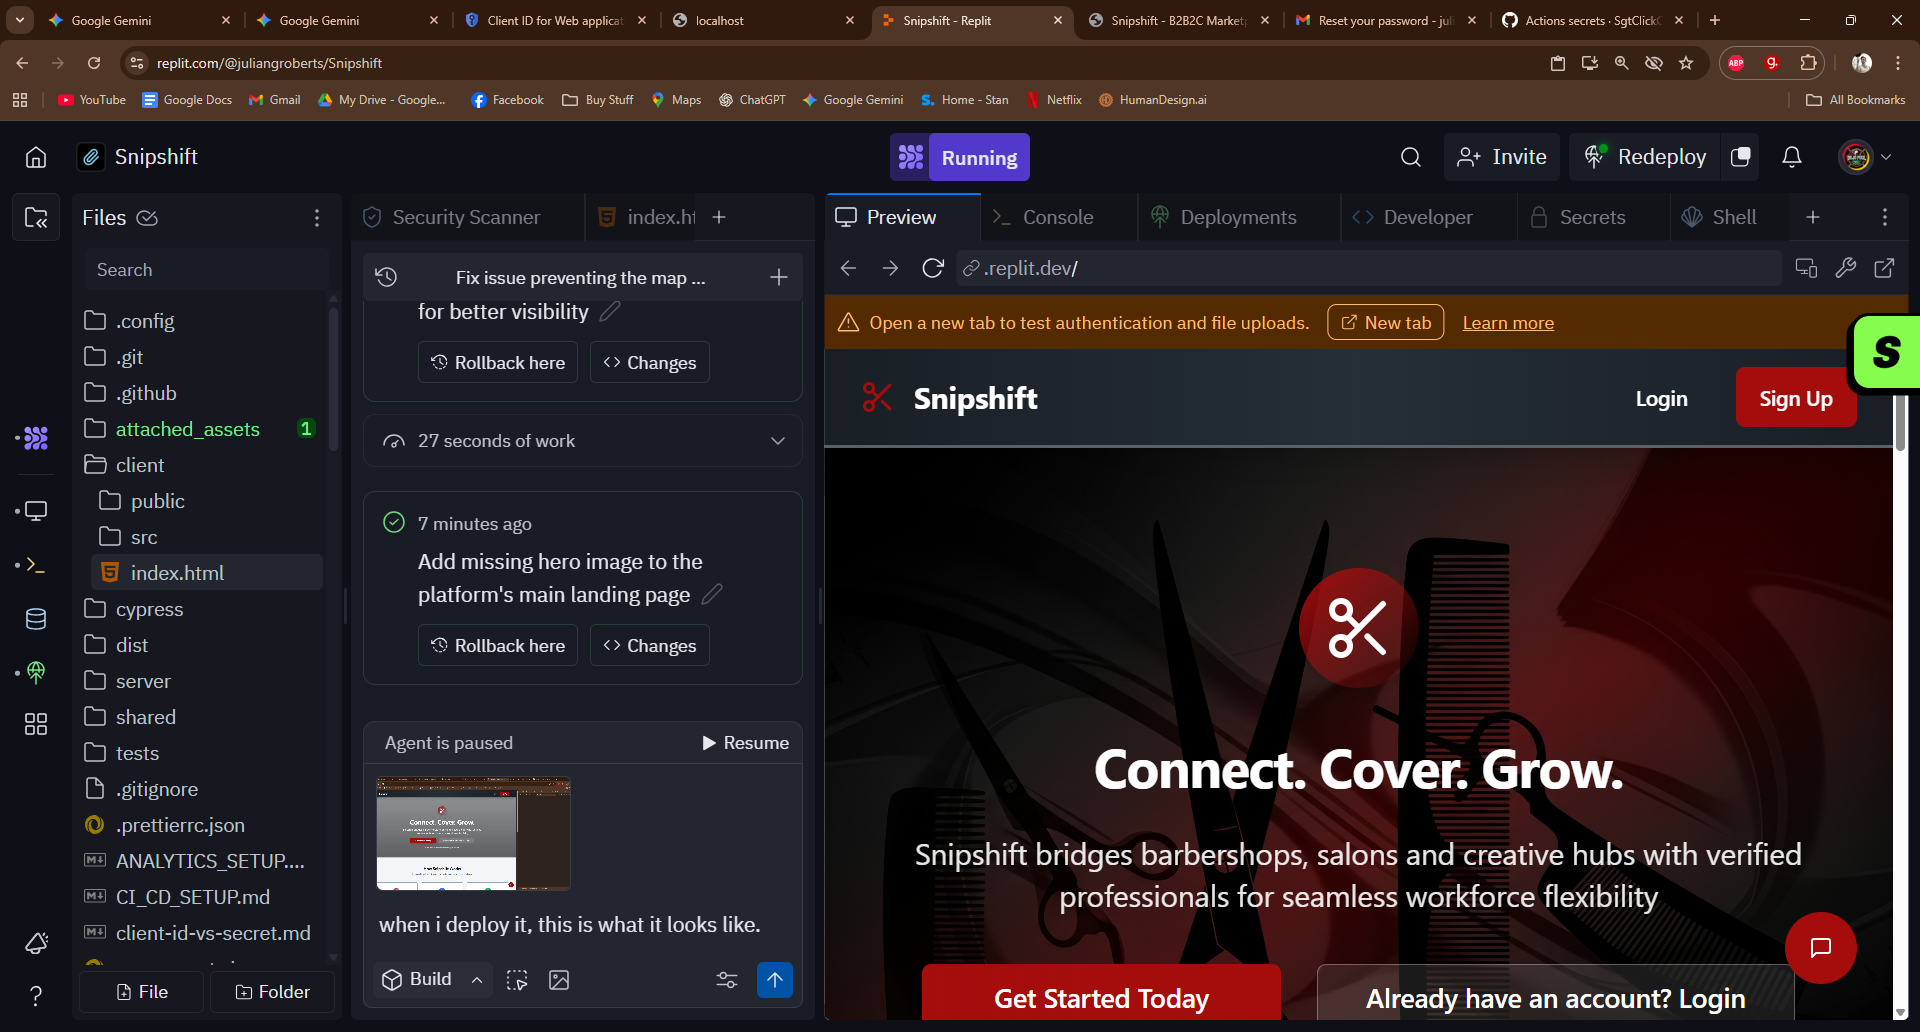 Google Gemini
Google Gemini
Client ID for Web applicat
localhost
Snipshift - Replit
Snipshift - B2B2C Marketp
Reset your password - juli
Actions secrets · SgtClickC
replit.com/@juliangroberts/Snipshift
ABP
g.
YouTube
Google Docs
Gmail
My Drive - Google...
Facebook
Buy Stuff
Maps
ChatGPT
Google Gemini
Home - Stan
Netflix
HumanDesign.ai
All Bookmarks
Snipshift
Running
Invite
Redeploy
Files
Search
.config
.git
.github
attached_assets 1
client
public
src
index.html
cypress
dist
server
shared
tests
.gitignore
.prettierrc.json
ANALYTICS_SETUP....
CI_CD_SETUP.md
client-id-vs-secret.md
File
Folder
Security Scanner
index.ht
Fix issue preventing the map ...
for better visibility
Rollback here
Changes
27 seconds of work
7 minutes ago
Add missing hero image to the
platform's main landing page
Rollback here
Changes
Agent is paused
Resume
Connect. Cover. Grow.
when i deploy it, this is what it looks like.
Build
Preview
Console
Deployments
Developer
Secrets
Shell
.replit.dev/
Open a new tab to test authentication and file uploads.
New tab
Learn more
S
Snipshift
Login
Sign Up
Connect. Cover. Grow.
Snipshift bridges barbershops, salons and creative hubs with verified
professionals for seamless workforce flexibility
Get Started Today
Already have an account? Login